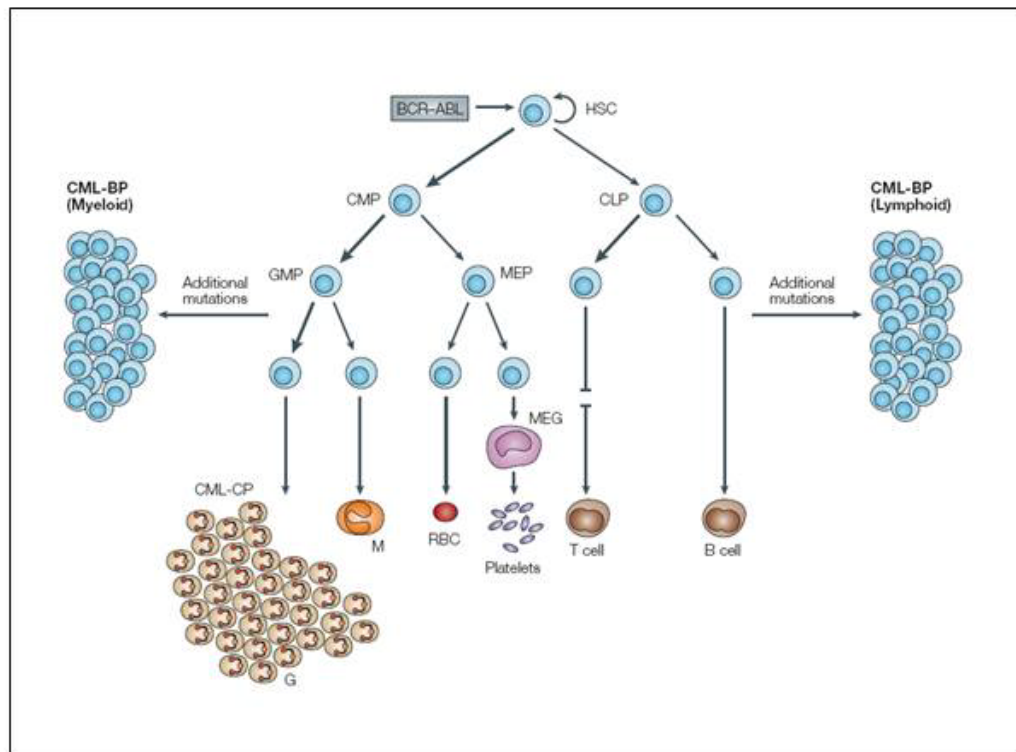 BCR–ABL
HSC
CML-BP
(Myeloid)
CMP
CLP
CML-BP
(Lymphoid)
Additional
mutations
GMP
MEP
Additional
mutations
MEG
CML-CP
M
RBC
Platelets
T cell
B cell
G